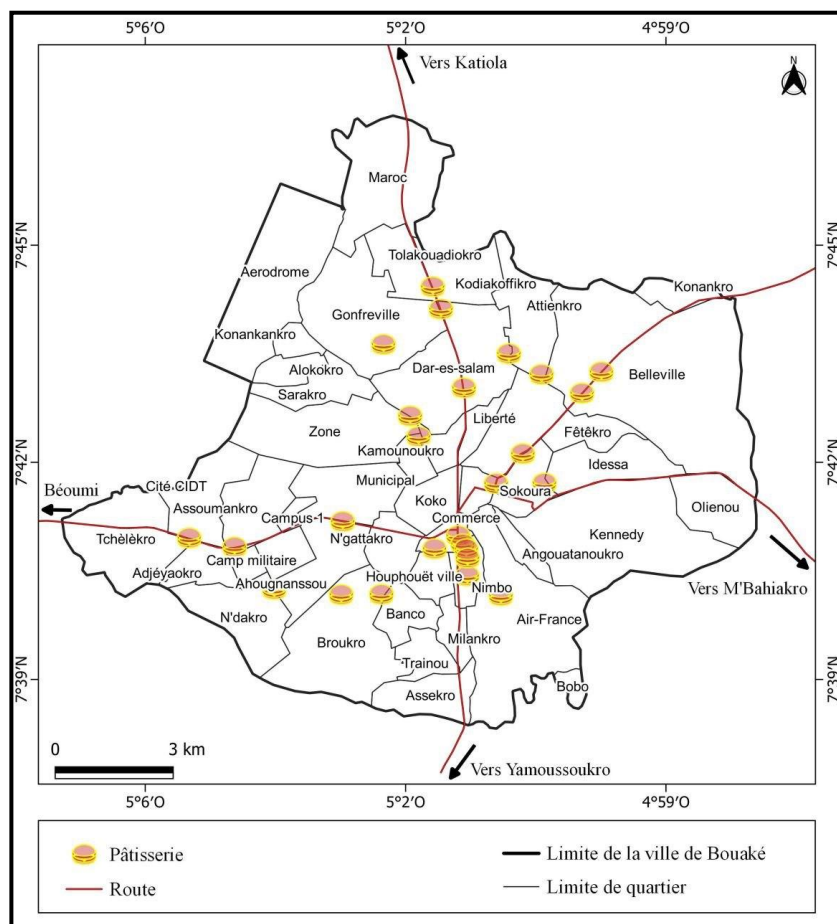 5°6′O 5°2′O 4°59′O
Vers Katiola
N
Maroc
7°45′N 7°45′N
Tolakouadiokro
Aerodrome
Kodiakoffikro
Konankro
Attienkro
Gonfreville
Konankankro
Alokokro
Dar-es-salam
Belleville
Sarakro
Liberté
Zone
Fêtêkro
Kamounoukro
7°42′N 7°42′N
Idessa
Municipal
Béoumi
Cité CIDT
Sokoura
Koko
Olienou
Assoumankro
Campus-1
Commerce
Tchèlèkro
N'gattakro
Kennedy
Camp militaire
Angouatanoukro
Adjéyaokro
Houphouët ville
Ahougnanssou
Nimbo
Vers M'Bahiakro
N'dakro
Banco
Air-France
Broukro
Milankro
Trainou
7°39′N 7°39′N
Bobo
Assekro
0 3 km
Vers Yamoussoukro
5°6′O 5°2′O 4°59′O
Pâtisserie
Limite de la ville de Bouaké
Route
Limite de quartier